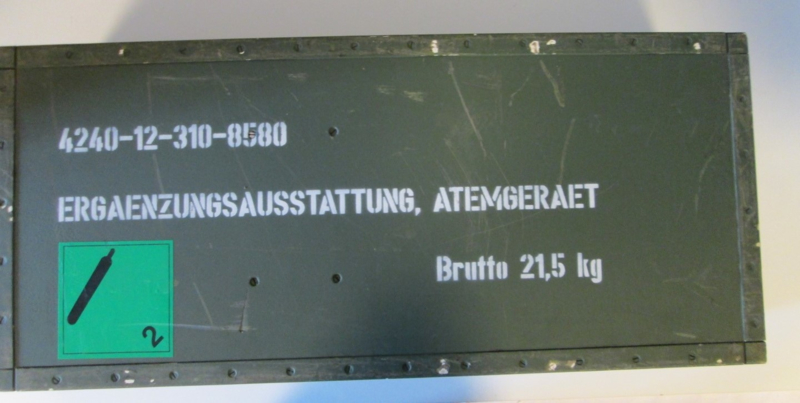 4240-12-310-8580
ERGAENZUNGSAUSSTATTUNG, ATEMGERAET
Brutto 21,5 kg
2